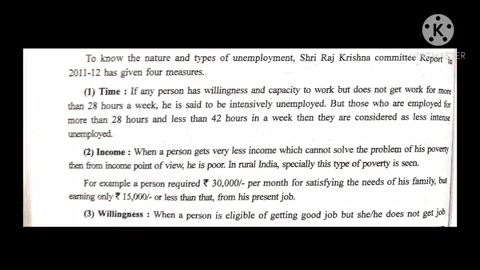 K
KINEMASTER
To know the nature and types of unemployment, Shri Raj Krishna committee Report in
2011-12 has given four measures.
(1) Time : If any person has willingness and capacity to work but does not get work for more
than 28 hours a week, he is said to be intensively unemployed. But those who are employed for
more than 28 hours and less than 42 hours in a week then they are considered as less intense
unemployed.
(2) Income : When a person gets very less income which cannot solve the problem of his poverty
then from income point of view, he is poor. In rural India, specially this type of poverty is seen.
For example a person required ₹ 30,000/- per month for satisfying the needs of his family, but
earning only ₹ 15,000/- or less than that, from his present job.
(3) Willingness : When a person is eligible of getting good job but she/he does not get job